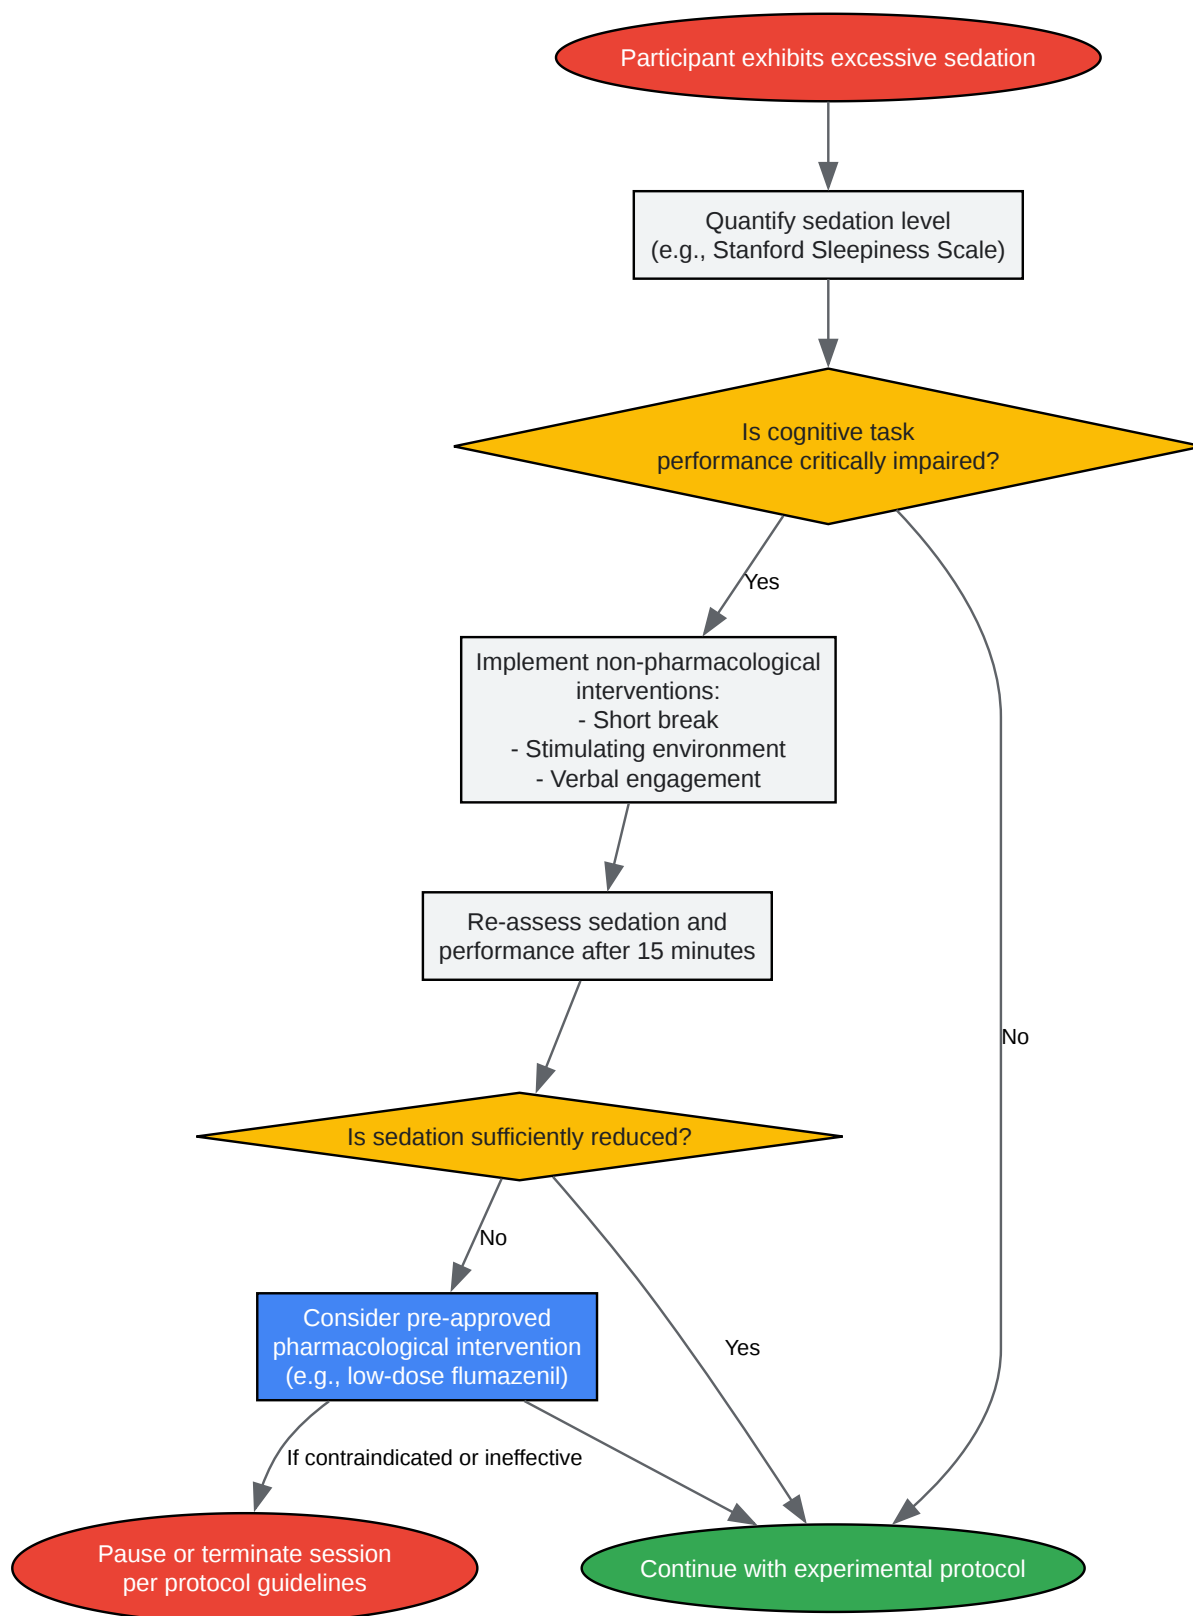 Participant exhibits excessive sedation
Quantify sedation level
(e.g., Stanford Sleepiness Scale)
Is cognitive task
performance critically impaired?
Yes
Implement non-pharmacological
interventions:
- Short break
- Stimulating environment
- Verbal engagement
Re-assess sedation and
performance after 15 minutes
No
Is sedation sufficiently reduced?
No
Consider pre-approved
pharmacological intervention
(e.g., low-dose flumazenil)
Yes
If contraindicated or ineffective
Pause or terminate session
per protocol guidelines
Continue with experimental protocol